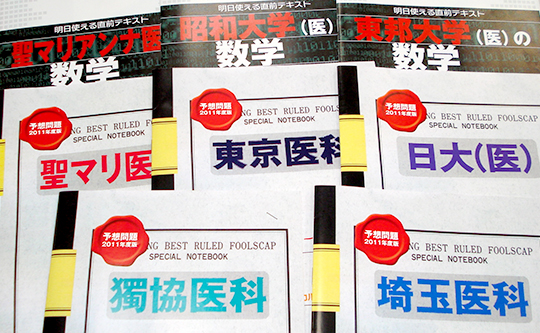 明日使える直前テキスト
聖マリアンナ医
数学
明日使える直前テキスト
昭和大学（医）
数学
明日使える直前テキスト
東邦大学（医）の
数学
予想問題
2011年度版
NG BEST RULED FOOLSCAP
SPECIAL NOTEBOOK
聖マリ医
予想問題
2011年度版
NG BEST RULED FOOLSCAP
SPECIAL NOTEBOOK
東京医科
予想問題
2011年度版
NG BEST RULED FOOLSCAP
SPECIAL NOTEBOOK
日大(医)
予想問題
2011年度版
NG BEST RULED FOOLSCAP
SPECIAL NOTEBOOK
獨協医科
予想問題
2011年度版
NG BEST RULED FOOLSCAP
SPECIAL NOTEBOOK
埼玉医科